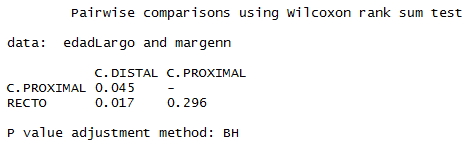 Pairwise comparisons using Wilcoxon rank sum test
data:  edadLargo and margenn
           C.DISTAL C.PROXIMAL
C.PROXIMAL 0.045    -
RECTO      0.017    0.296
P value adjustment method: BH